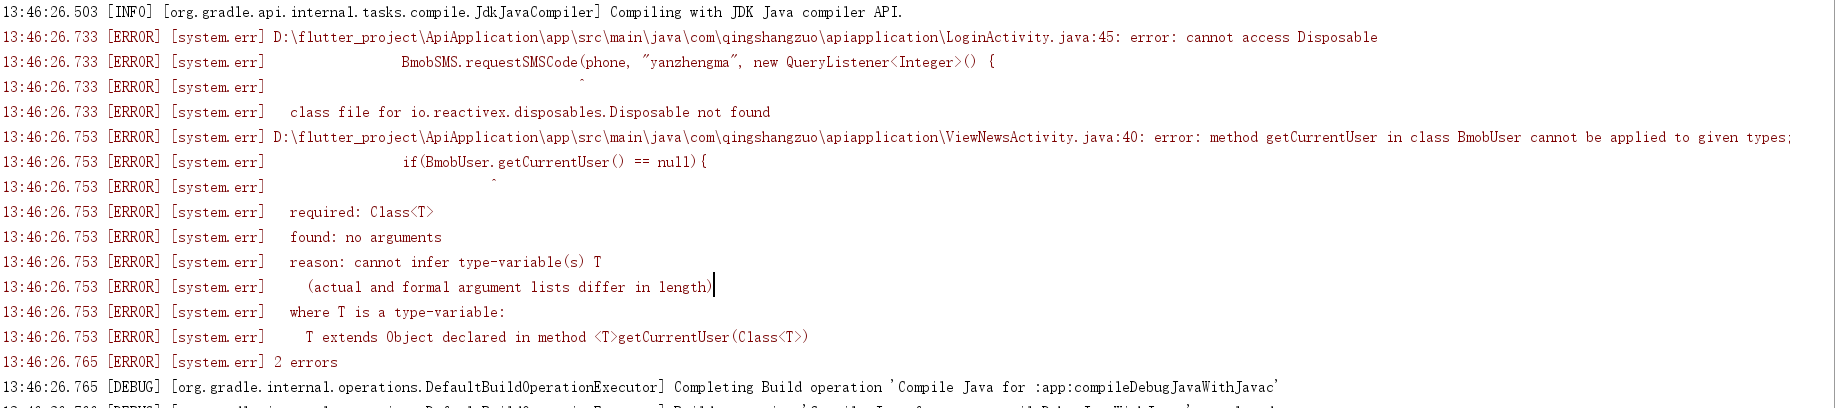 13:46:26.503 [INFO] [org.gradle.api.internal.tasks.compile.JdkJavaCompiler] Compiling with JDK Java compiler API.
13:46:26.733 [ERROR] [system.err] D:\flutter_project\ApiApplication\app\src\main\java\com\qingshangzuo\apiapplication\LoginActivity.java:45: error: cannot access Disposable
13:46:26.733 [ERROR] [system.err]                 BmobSMS.requestSMSCode(phone, "yanzhengma", new QueryListener<Integer>() {
13:46:26.733 [ERROR] [system.err]                                       ^
13:46:26.733 [ERROR] [system.err]   class file for io.reactivex.disposables.Disposable not found
13:46:26.753 [ERROR] [system.err] D:\flutter_project\ApiApplication\app\src\main\java\com\qingshangzuo\apiapplication\ViewNewsActivity.java:40: error: method getCurrentUser in class BmobUser cannot be applied to given types;
13:46:26.753 [ERROR] [system.err]                 if(BmobUser.getCurrentUser() == null){
13:46:26.753 [ERROR] [system.err]                            ^
13:46:26.753 [ERROR] [system.err]   required: Class<T>
13:46:26.753 [ERROR] [system.err]   found: no arguments
13:46:26.753 [ERROR] [system.err]   reason: cannot infer type-variable(s) T
13:46:26.753 [ERROR] [system.err]     (actual and formal argument lists differ in length)
13:46:26.753 [ERROR] [system.err]   where T is a type-variable:
13:46:26.753 [ERROR] [system.err]     T extends Object declared in method <T>getCurrentUser(Class<T>)
13:46:26.765 [ERROR] [system.err] 2 errors
13:46:26.765 [DEBUG] [org.gradle.internal.operations.DefaultBuildOperationExecutor] Completing Build operation 'Compile Java for :app:compileDebugJavaWithJavac'